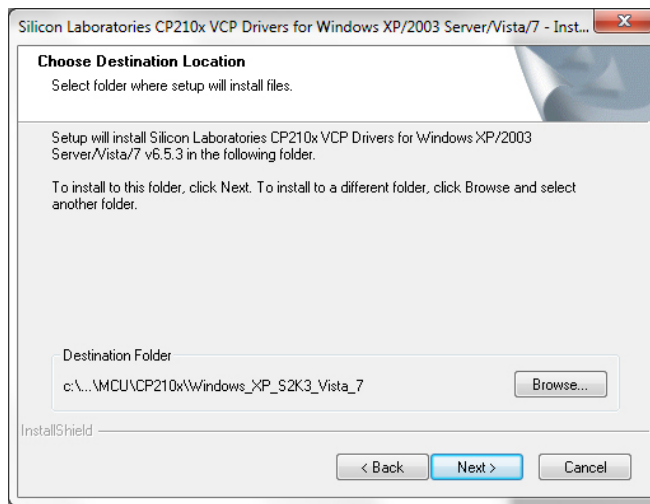 Silicon Laboratories CP210x VCP Drivers for Windows XP/2003 Server/Vista/7 - Inst...
Choose Destination Location
Select folder where setup will install files.
Setup will install Silicon Laboratories CP210x VCP Drivers for Windows XP/2003
Server/Vista/7 v6.5.3 in the following folder.
To install to this folder, click Next. To install to a different folder, click Browse and select
another folder.
Destination Folder
c:\...\MCU\CP210x\Windows_XP_S2K3_Vista_7
Browse...
InstallShield
< Back
Next >
Cancel